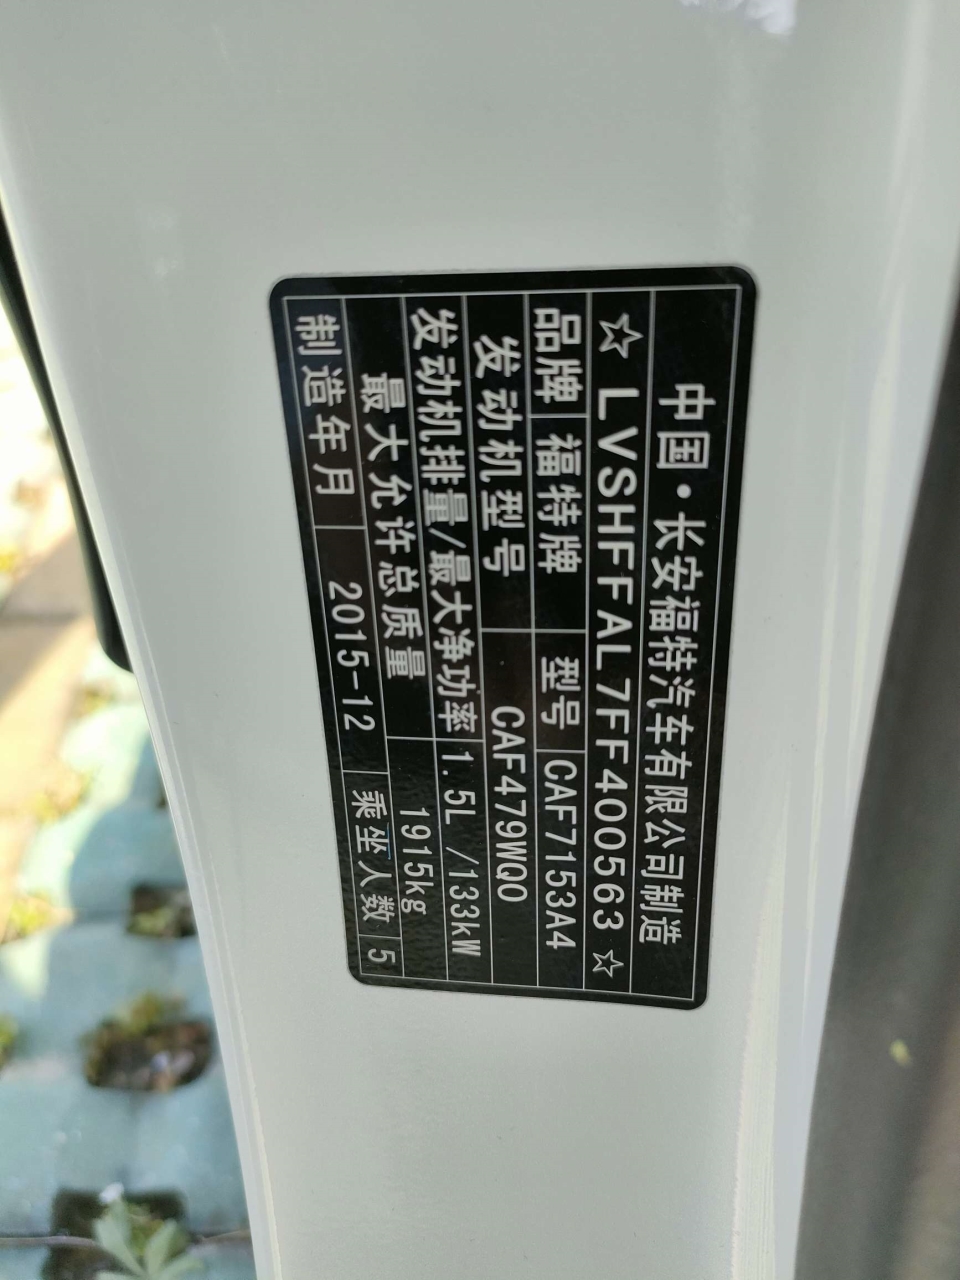 中国·长安福特汽车有限公司制造
☆ LVSHFFAL7FF400563 ☆
品牌 福特牌 型号 CAF7153A4
发动机型号 CAF479WQ0
发动机排量/最大净功率 1.5L /133kW
最大允许总质量 1915kg
制造年月 2015-12 乘坐人数 5